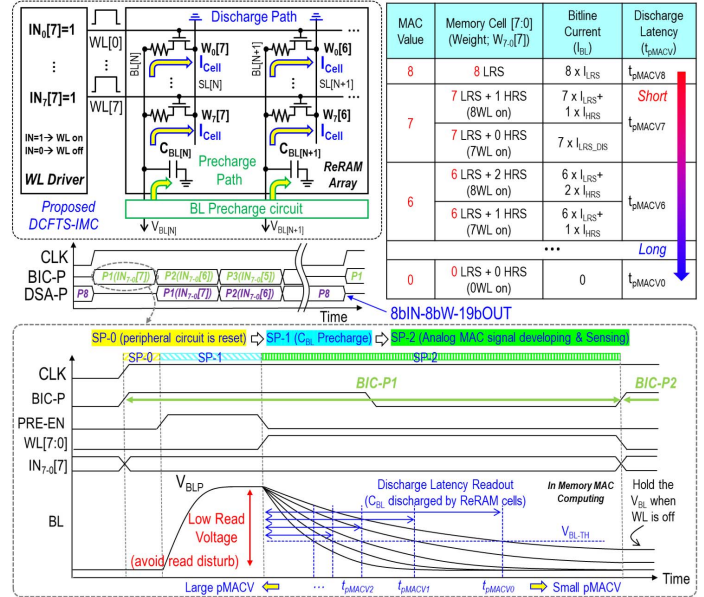 IN0[7]=1
WL[0]
Discharge Path
BL[N]
W0[7]
ICell
SL[N]
BL[N+1]
W0[6]
ICell
SL[N+1]
IN7[7]=1
WL[7]
W7[7]
ICell
W7[6]
ICell
IN=1→ WL on
IN=0→ WL off
WL Driver
CBL[N]
Precharge
Path
CBL[N+1]
ReRAM
Array
Proposed
DCFTS-IMC
BL Precharge circuit
VBL[N]
VBL[N+1]
MAC
Value
Memory Cell [7:0]
(Weight; W7-0[7])
Bitline
Current
(IBL)
Discharge
Latency
(tpMACV)
8
8 LRS
8 x ILRS
tpMACV8
7
7 LRS + 1 HRS
(8WL on)
7 x ILRS+
1 x IHRS
Short
tpMACV7
7 LRS + 0 HRS
(7WL on)
7 x ILRS_DIS
6
6 LRS + 2 HRS
(8WL on)
6 x ILRS+
2 x IHRS
tpMACV6
6 LRS + 1 HRS
(7WL on)
6 x ILRS+
1 x IHRS
•••
Long
0
0 LRS + 0 HRS
(0WL on)
0
tpMACV0
CLK
BIC-P
P1(IN7-0[7])
P2(IN7-0[6])
P3(IN7-0[5])
P1
DSA-P
P8
P1(IN7-0[7])
P2(IN7-0[6])
P8
Time
8bIN-8bW-19bOUT
SP-0 (peripheral circuit is reset)
SP-1 (CBL Precharge)
SP-2 (Analog MAC signal developing & Sensing)
SP-0
SP-1
SP-2
CLK
BIC-P
BIC-P1
BIC-P2
PRE-EN
WL[7:0]
IN7-0[7]
BL
VBLP
Low Read
Voltage
(avoid read disturb)
Discharge Latency Readout
(CBL discharged by ReRAM cells)
In Memory MAC
Computing
Hold the
VBL when
WL is off
VBL-TH
Time
Large pMACV
•••
tpMACV2
tpMACV1
tpMACV0
Small pMACV